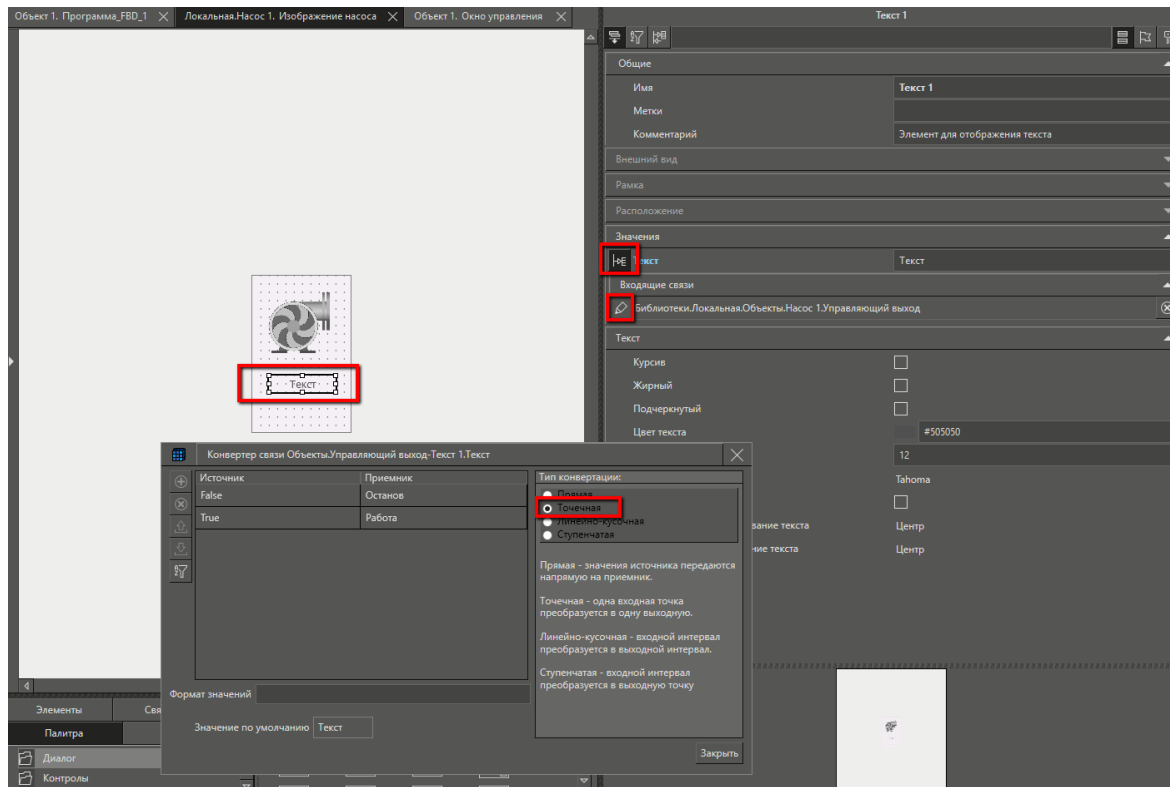 Объект 1. Программа_FBD_1
Локальная.Насос 1. Изображение насоса
Объект 1. Окно управления
Текст 1
Общие
Имя
Текст 1
Метки
Комментарий
Элемент для отображения текста
Внешний вид
Рамка
Расположение
Значения
Текст
Текст
Входящие связи
Библиотеки.Локальная.Объекты.Насос 1.Управляющий выход
Текст
Курсив
Жирный
Подчеркнутый
Цвет текста
#505050
12
Tahoma
Центр
ние текста
Центр
Текст
Конвертер связи Объекты.Управляющий выход-Текст 1.Текст
Источник
Приемник
False
Останов
True
Работа
Тип конвертации:
Прямая
Точечная
Линейно-кусочная
Ступенчатая
Прямая - значения источника передаются
напрямую на приемник.
Точечная - одна входная точка
преобразуется в одну выходную.
Линейно-кусочная - входной интервал
преобразуется в выходной интервал.
Ступенчатая - входной интервал
преобразуется в выходную точку
Формат значений
Значение по умолчанию
Текст
Закрыть
Элементы
Свя
Палитра
Диалог
Контролы